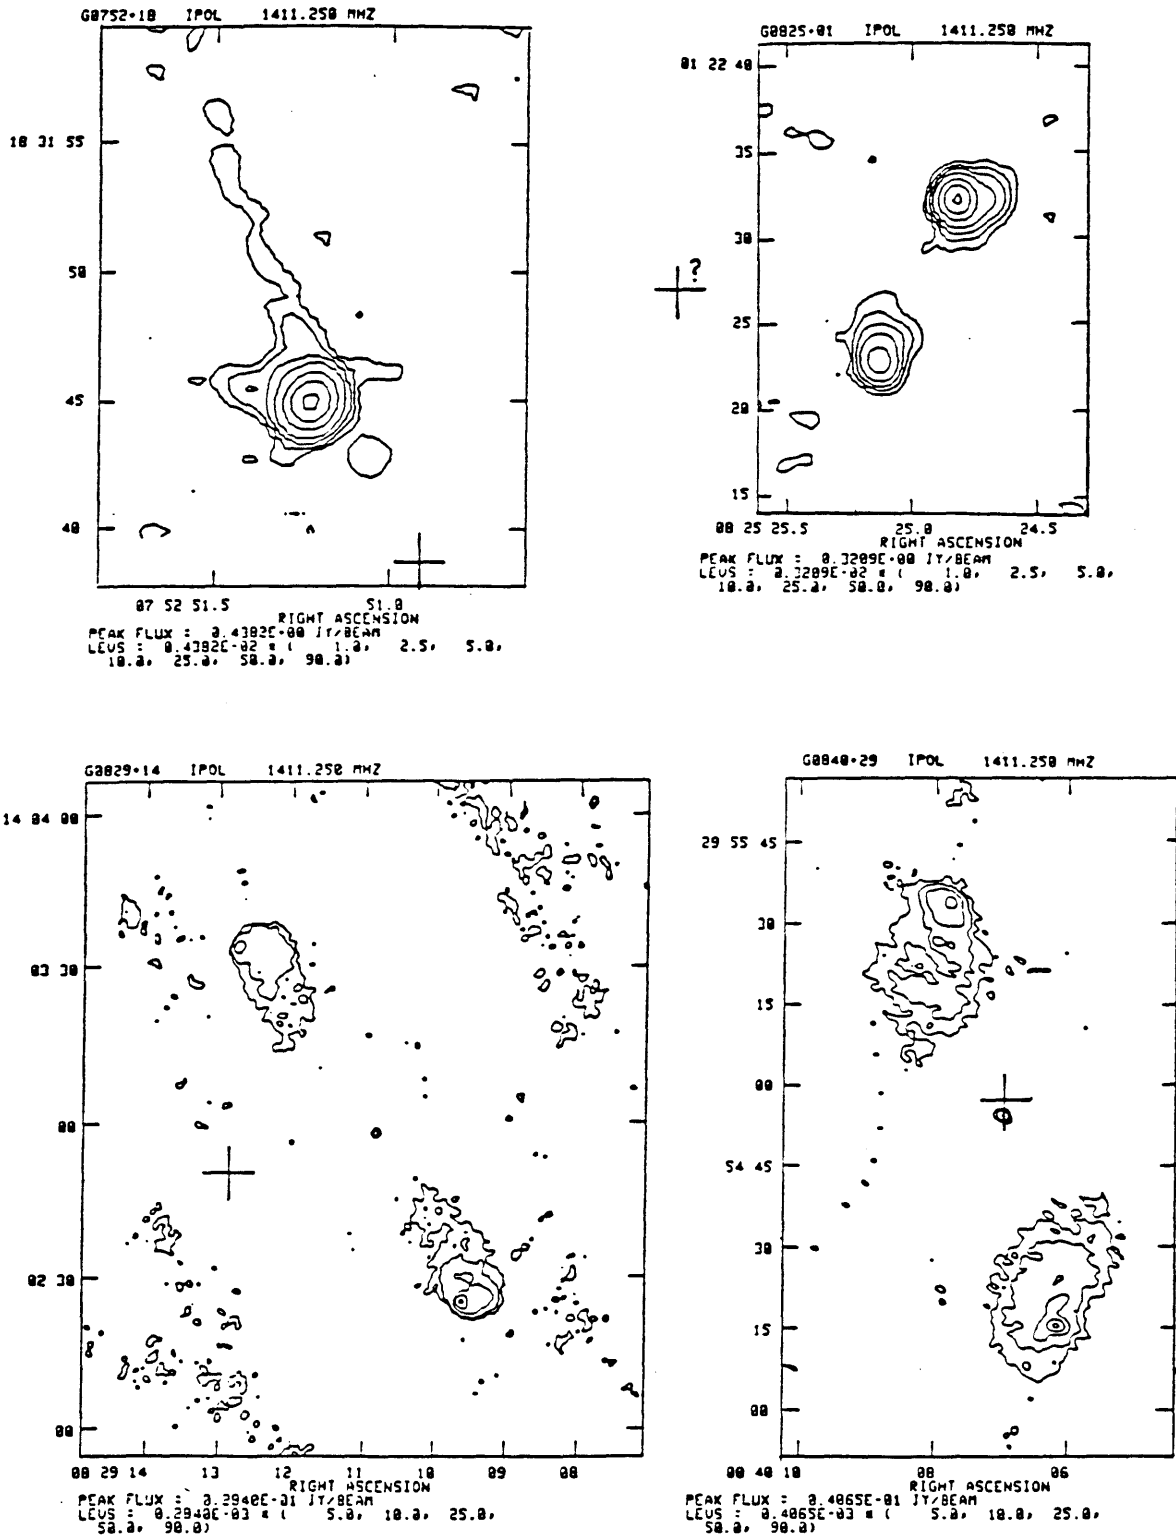 G0752+18 IPOL 1411.250 MHZ
18 31 55
50
45
40
07 52 51.5 51.0
RIGHT ASCENSION
PEAK FLUX = 0.4382E+00 JY/BEAM
LEVS = 0.4382E-02 * ( 1.0, 2.5, 5.0,
10.0, 25.0, 50.0, 90.0)
G0825+01 IPOL 1411.250 MHZ
01 22 40
35
30
?
25
20
15
08 25 25.5 25.0 24.5
RIGHT ASCENSION
PEAK FLUX = 0.3209E+00 JY/BEAM
LEVS = 0.3209E-02 * ( 1.0, 2.5, 5.0,
10.0, 25.0, 50.0, 90.0)
G0829+14 IPOL 1411.250 MHZ
14 04 00
03 30
00
02 30
00
08 29 14 13 12 11 10 09 08
RIGHT ASCENSION
PEAK FLUX = 0.2940E-01 JY/BEAM
LEVS = 0.2940E-03 * ( 5.0, 10.0, 25.0,
50.0, 90.0)
G0840+29 IPOL 1411.250 MHZ
29 55 45
30
15
00
54 45
30
15
00
08 40 10 08 06
RIGHT ASCENSION
PEAK FLUX = 0.4065E-01 JY/BEAM
LEVS = 0.4065E-03 * ( 5.0, 10.0, 25.0,
50.0, 90.0)